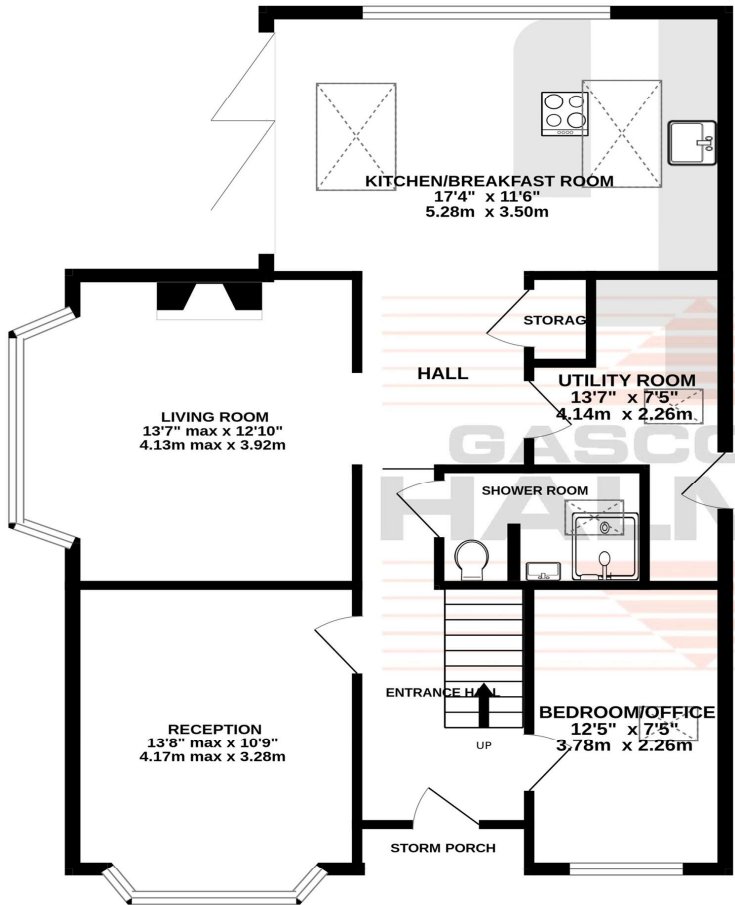 KITCHEN/BREAKFAST ROOM
17'4" x 11'6"
5.28m x 3.50m
STORAG
HALL
UTILITY ROOM
13'7" x 7'5"
4.14m x 2.26m
LIVING ROOM
13'7" max x 12'10"
4.13m max x 3.92m
GASCO
HALM
SHOWER ROOM
ENTRANCE HALL
UP
BEDROOM/OFFICE
12'5" x 7'5"
3.78m x 2.26m
RECEPTION
13'8" max x 10'9"
4.17m max x 3.28m
STORM PORCH